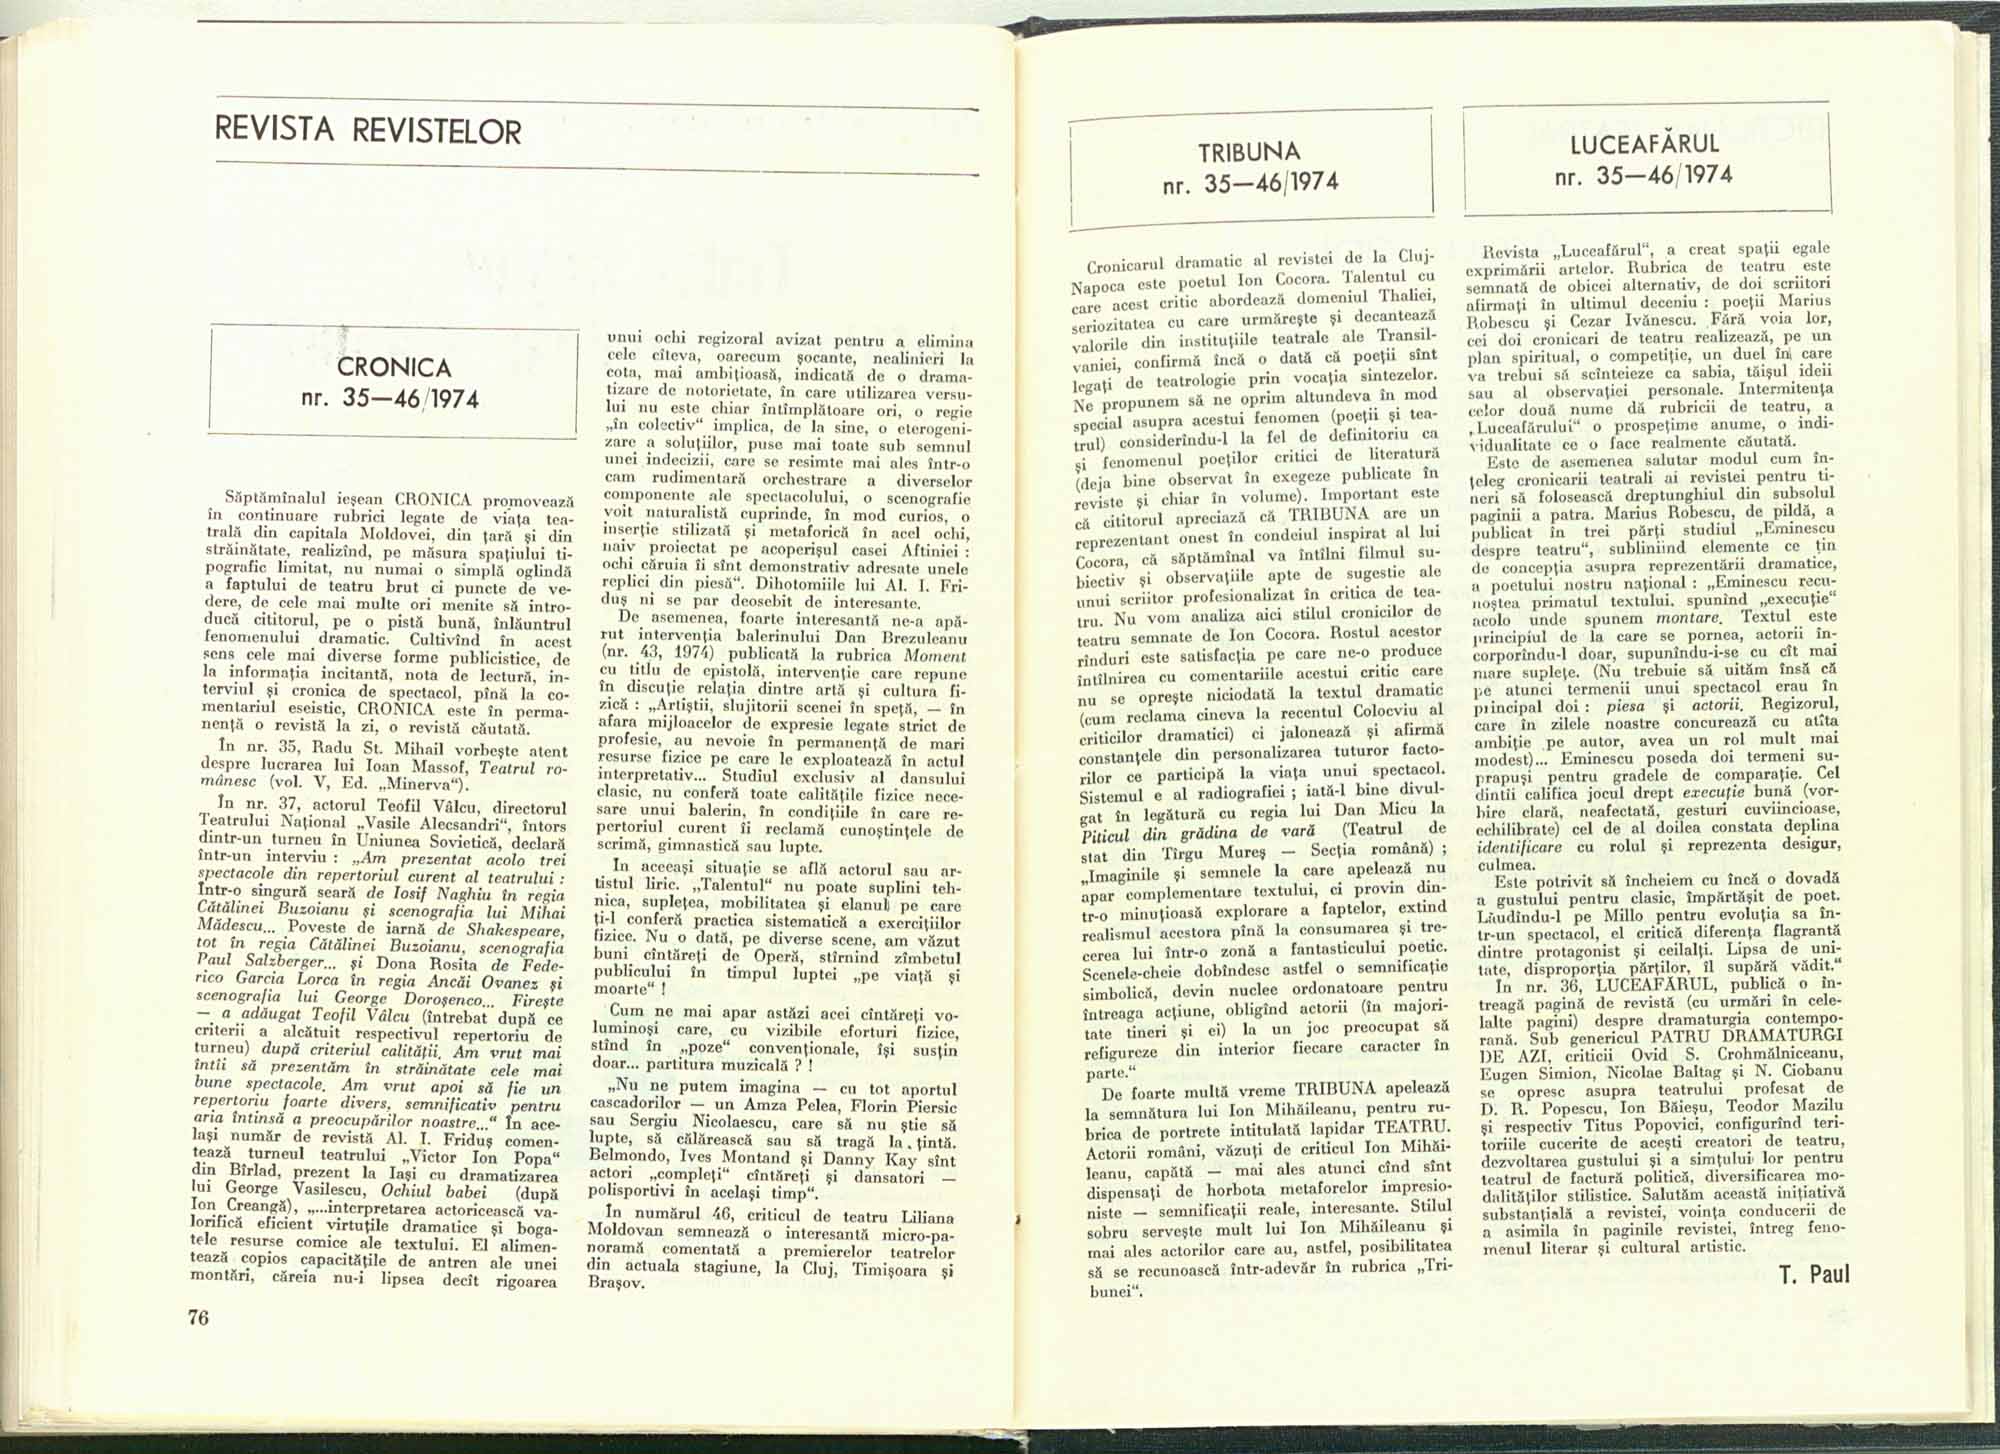 REVISTA REVISTELOR
CRONICA
nr. 35—46/1974
Săptămînalul ieşean CRONICA promovează
în continuare rubrici legate de viaţa tea-
trală din capitala Moldovei, din ţară şi din
străinătate, realizînd, pe măsura spaţiului ti-
pografic limitat, nu numai o simplă oglindă
a faptului de teatru brut ci puncte de ve-
dere, de cele mai multe ori menite să intro-
ducă cititorul, pe o pistă bună, înlăuntrul
fenomenului dramatic. Cultivînd în acest
sens cele mai diverse forme publicistice, de
la informaţia incitantă, nota de lectură, in-
terviul şi cronica de spectacol, pînă la co-
mentariul eseistic, CRONICA este în perma-
nenţă o revistă la zi, o revistă căutată.
În nr. 35, Radu St. Mihail vorbeşte atent
despre lucrarea lui Ioan Massof, Teatrul ro-
mânesc (vol. V, Ed. „Minerva“).
În nr. 37, actorul Teofil Vâlcu, directorul
Teatrului Naţional „Vasile Alecsandri“, întors
dintr-un turneu în Uniunea Sovietică, declară
într-un interviu : „Am prezentat acolo trei
spectacole din repertoriul curent al teatrului :
Într-o singură seară de Iosif Naghiu în regia
Cătălinei Buzoianu şi scenografia lui Mihai
Mădescu... Poveste de iarnă de Shakespeare,
tot în regia Cătălinei Buzoianu, scenografia
Paul Salzberger... şi Dona Rosita de Fede-
rico Garcia Lorca în regia Ancăi Ovanez şi
scenografia lui George Doroşenco... Fireşte
— a adăugat Teofil Vâlcu (întrebat după ce
criterii a alcătuit respectivul repertoriu de
turneu) după criteriul calităţii. Am vrut mai
întîi să prezentăm în străinătate cele mai
bune spectacole. Am vrut apoi să fie un
repertoriu foarte divers, semnificativ pentru
aria întinsă a preocupărilor noastre...“ În ace-
laşi număr de revistă Al. I. Friduş comen-
tează turneul teatrului „Victor Ion Popa“
din Bîrlad, prezent la Iaşi cu dramatizarea
lui George Vasilescu, Ochiul babei (după
Ion Creangă), „...interpretarea actoricească va-
lorifică eficient virtuţile dramatice şi boga-
tele resurse comice ale textului. El alimen-
tează copios capacităţile de antren ale unei
montări, căreia nu-i lipsea decît rigoarea
unui ochi regizoral avizat pentru a elimina
cele cîteva, oarecum şocante, nealinieri la
cota, mai ambiţioasă, indicată de o drama-
tizare de notorietate, în care utilizarea versu-
lui nu este chiar întîmplătoare ori, o regie
„în colectiv“ implica, de la sine, o eterogeni-
zare a soluţiilor, puse mai toate sub semnul
unei indecizii, care se resimte mai ales într-o
cam rudimentară orchestrare a diverselor
componente ale spectacolului, o scenografie
voit naturalistă cuprinde, în mod curios, o
inserţie stilizată şi metaforică în acel ochi,
naiv proiectat pe acoperişul casei Aftiniei :
ochi căruia îi sînt demonstrativ adresate unele
replici din piesă“. Dihotomiile lui Al. I. Fri-
duş ni se par deosebit de interesante.
De asemenea, foarte interesantă ne-a apă-
rut intervenţia balerinului Dan Brezuleanu
(nr. 43, 1974) publicată la rubrica Moment
cu titlu de epistolă, intervenţie care repune
în discuţie relaţia dintre artă şi cultura fi-
zică : „Artiştii, slujitorii scenei în speţă, — în
afara mijloacelor de expresie legate strict de
profesie, au nevoie în permanenţă de mari
resurse fizice pe care le exploatează în actul
interpretativ... Studiul exclusiv al dansului
clasic, nu conferă toate calităţile fizice nece-
sare unui balerin, în condiţiile în care re-
pertoriul curent îi reclamă cunoştinţele de
scrimă, gimnastică sau lupte.
În aceeaşi situaţie se află actorul sau ar-
tistul liric. „Talentul“ nu poate suplini teh-
nica, supleţea, mobilitatea şi elanul pe care
ţi-l conferă practica sistematică a exerciţiilor
fizice. Nu o dată, pe diverse scene, am văzut
buni cîntăreţi de Operă, stîrnind zîmbetul
publicului în timpul luptei „pe viaţă şi
moarte“ !
Cum ne mai apar astăzi acei cîntăreţi vo-
luminoşi care, cu vizibile eforturi fizice,
stînd în „poze“ convenţionale, îşi susţin
doar... partitura muzicală ? !
„Nu ne putem imagina — cu tot aportul
cascadorilor — un Amza Pelea, Florin Piersic
sau Sergiu Nicolaescu, care să nu ştie să
lupte, să călărească sau să tragă la ţintă.
Belmondo, Ives Montand şi Danny Kay sînt
actori „compleţi“ cîntăreţi şi dansatori —
polisportivi în acelaşi timp“.
În numărul 46, criticul de teatru Liliana
Moldovan semnează o interesantă micro-pa-
noramă comentată a premierelor teatrelor
din actuala stagiune, la Cluj, Timişoara şi
Braşov.
76
TRIBUNA
nr. 35—46/1974
Cronicarul dramatic al revistei de la Cluj-
Napoca este poetul Ion Cocora. Talentul cu
care acest critic abordează domeniul Thaliei,
seriozitatea cu care urmăreşte şi decantează
valorile din instituţiile teatrale ale Transil-
vaniei, confirmă încă o dată că poeţii sînt
legaţi de teatrologie prin vocaţia sintezelor.
Ne propunem să ne oprim altundeva în mod
special asupra acestui fenomen (poeţii şi tea-
trul) considerîndu-l la fel de definitoriu ca
şi fenomenul poeţilor critici de literatură
(deja bine observat în exegeze publicate în
reviste şi chiar în volume). Important este
că cititorul apreciază că TRIBUNA are un
reprezentant onest în condeiul inspirat al lui
Cocora, că săptămînal va întîlni filmul su-
biectiv şi observaţiile apte de sugestie ale
unui scriitor profesionalizat în critica de tea-
tru. Nu vom analiza aici stilul cronicilor de
teatru semnate de Ion Cocora. Rostul acestor
rînduri este satisfacţia pe care ne-o produce
întîlnirea cu comentariile acestui critic care
nu se opreşte niciodată la textul dramatic
(cum reclama cineva la recentul Colocviu al
criticilor dramatici) ci jalonează şi afirmă
constanţele din personalizarea tuturor facto-
rilor ce participă la viaţa unui spectacol.
Sistemul e al radiografiei ; iată-l bine divul-
gat în legătură cu regia lui Dan Micu la
Piticul din grădina de vară (Teatrul de
stat din Tîrgu Mureş — Secţia română) ;
„Imaginile şi semnele la care apelează nu
apar complementare textului, ci provin din-
tr-o minuţioasă explorare a faptelor, extind
realismul acestora pînă la consumarea şi tre-
cerea lui într-o zonă a fantasticului poetic.
Scenele-cheie dobîndesc astfel o semnificaţie
simbolică, devin nuclee ordonatoare pentru
întreaga acţiune, obligînd actorii (în majori-
tate tineri şi ei) la un joc preocupat să
refigureze din interior fiecare caracter în
parte.“
De foarte multă vreme TRIBUNA apelează
la semnătura lui Ion Mihăileanu, pentru ru-
brica de portrete intitulată lapidar TEATRU.
Actorii români, văzuţi de criticul Ion Mihăi-
leanu, capătă — mai ales atunci cînd sînt
dispensaţi de horbota metaforelor impresio-
niste — semnificaţii reale, interesante. Stilul
sobru serveşte mult lui Ion Mihăileanu şi
mai ales actorilor care au, astfel, posibilitatea
să se recunoască într-adevăr în rubrica „Tri-
bunei“.
LUCEAFĂRUL
nr. 35—46/1974
Revista „Luceafărul“, a creat spaţii egale
exprimării artelor. Rubrica de teatru este
semnată de obicei alternativ, de doi scriitori
afirmaţi în ultimul deceniu : poeţii Marius
Robescu şi Cezar Ivănescu. Fără voia lor,
cei doi cronicari de teatru realizează, pe un
plan spiritual, o competiţie, un duel în care
va trebui să scînteieze ca sabia, tăişul ideii
sau al observaţiei personale. Intermitenţa
celor două nume dă rubricii de teatru, a
„Luceafărului“ o prospeţime anume, o indi-
vidualitate ce o face realmente căutată.
Este de asemenea salutar modul cum în-
ţeleg cronicarii teatrali ai revistei pentru ti-
neri să folosească dreptunghiul din subsolul
paginii a patra. Marius Robescu, de pildă, a
publicat în trei părţi studiul „Eminescu
despre teatru“, subliniind elemente ce ţin
de concepţia asupra reprezentării dramatice,
a poetului nostru naţional : „Eminescu recu-
noştea primatul textului. spunînd „execuţie“
acolo unde spunem montare. Textul este
principiul de la care se pornea, actorii în-
corporîndu-l doar, supunîndu-i-se cu cît mai
mare supleţe. (Nu trebuie să uităm însă că
pe atunci termenii unui spectacol erau în
principal doi : piesa şi actorii. Regizorul,
care în zilele noastre concurează cu atîta
ambiţie pe autor, avea un rol mult mai
modest)... Eminescu poseda doi termeni su-
prapuşi pentru gradele de comparaţie. Cel
dintii califica jocul drept execuţie bună (vor-
bire clară, neafectată, gesturi cuviincioase,
echilibrate) cel de al doilea constata deplina
identificare cu rolul şi reprezenta desigur,
culmea.
Este potrivit să încheiem cu încă o dovadă
a gustului pentru clasic, împărtăşit de poet.
Lăudîndu-l pe Millo pentru evoluţia sa în-
tr-un spectacol, el critică diferenţa flagrantă
dintre protagonist şi ceilalţi. Lipsa de uni-
tate, disproporţia părţilor, îl supără vădit.“
În nr. 36, LUCEAFĂRUL, publică o în-
treagă pagină de revistă (cu urmări în cele-
lalte pagini) despre dramaturgia contempo-
rană. Sub genericul PATRU DRAMATURGI
DE AZI, criticii Ovid S. Crohmălniceanu,
Eugen Simion, Nicolae Baltag şi N. Ciobanu
se opresc asupra teatrului profesat de
D. R. Popescu, Ion Băieşu, Teodor Mazilu
şi respectiv Titus Popovici, configurînd teri-
toriile cucerite de aceşti creatori de teatru,
dezvoltarea gustului şi a simţului lor pentru
teatrul de factură politică, diversificarea mo-
dalităţilor stilistice. Salutăm această iniţiativă
substanţială a revistei, voinţa conducerii de
a asimila în paginile revistei, întreg feno-
menul literar şi cultural artistic.
T. Paul